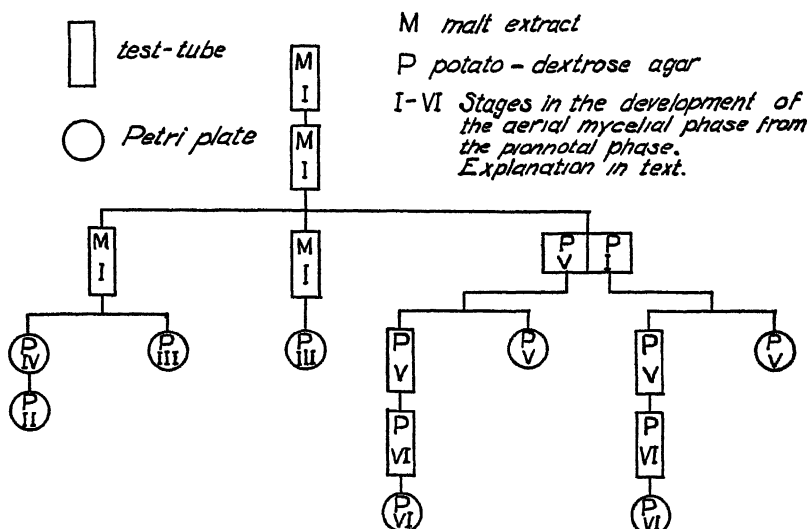 test-tube
Petri plate
M malt extract
P potato-dextrose agar
I-VI Stages in the development of
the aerial mycelial phase from
the pionnotal phase.
Explanation in text.
M
I
M
I
M
I
M
I
P
V
P
I
P
IV
P
III
P
III
P
V
P
V
P
V
P
V
P
II
P
VI
P
VI
P
VI
P
VI